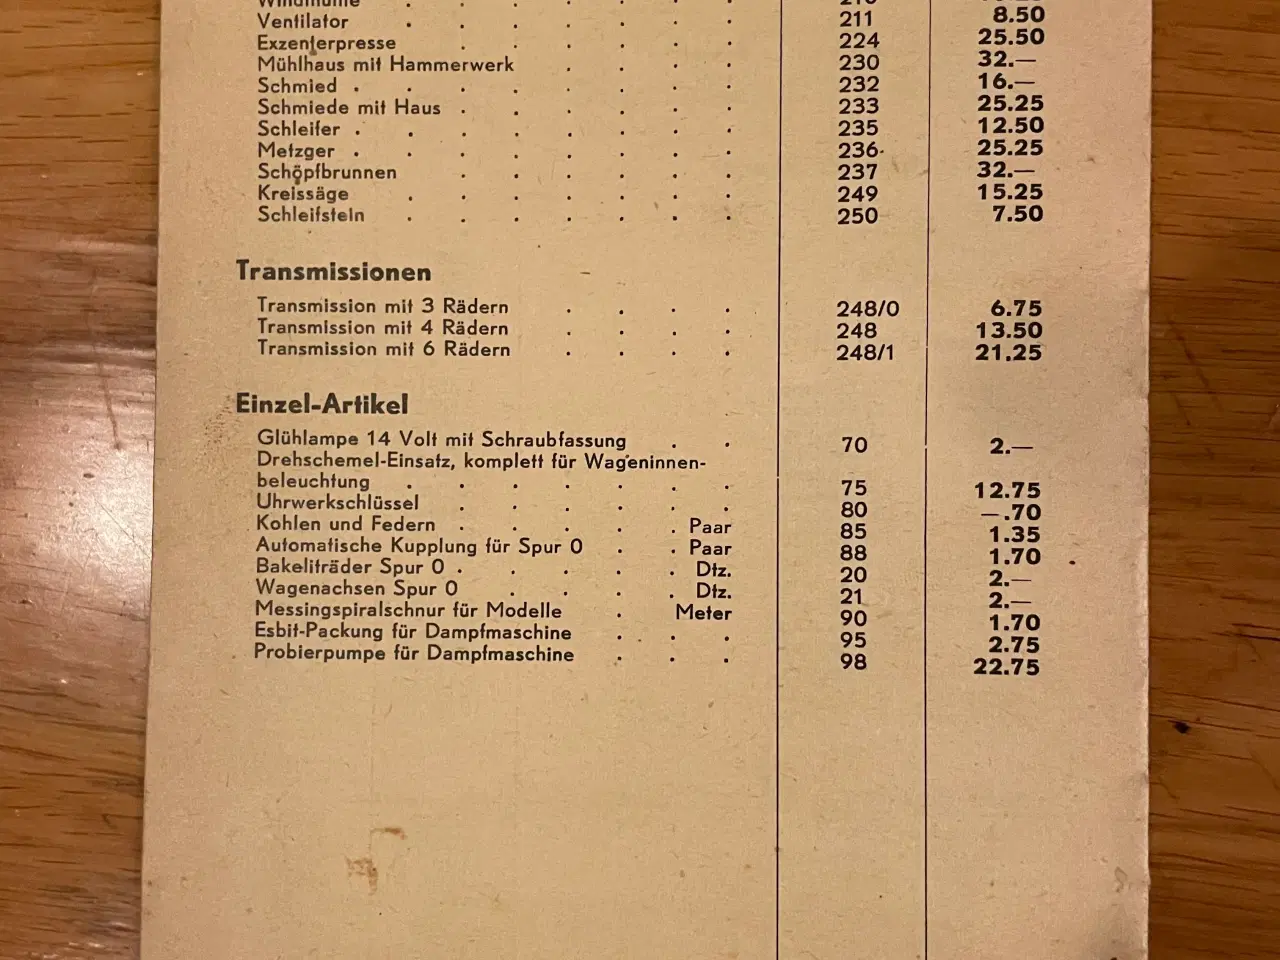 Windmühle . . . . . . . 210
Ventilator . . . . . . . 211 8.50
Exzenterpresse . . . . . . 224 25.50
Mühlhaus mit Hammerwerk . . . . 230 32.—
Schmied . . . . . . . . 232 16.—
Schmiede mit Haus . . . . . . 233 25.25
Schleifer . . . . . . . . 235 12.50
Metzger . . . . . . . . 236 25.25
Schöpfbrunnen . . . . . . 237 32.—
Kreissäge . . . . . . . 249 15.25
Schleifstein . . . . . . . 250 7.50
Transmissionen
Transmission mit 3 Rädern . . . . 248/0 6.75
Transmission mit 4 Rädern . . . . 248 13.50
Transmission mit 6 Rädern . . . . 248/1 21.25
Einzel-Artikel
Glühlampe 14 Volt mit Schraubfassung . . 70 2.—
Drehschemel-Einsatz, komplett für Wageninnen-
beleuchtung . . . . . . . 75 12.75
Uhrwerkschlüssel . . . . . . 80 —.70
Kohlen und Federn . . . . . Paar 85 1.35
Automatische Kupplung für Spur 0 . . Paar 88 1.70
Bakeliträder Spur 0 . . . . . Dtz. 20 2.—
Wagenachsen Spur 0 . . . . Dtz. 21 2.—
Messingspiralschnur für Modelle . Meter 90 1.70
Esbit-Packung für Dampfmaschine . . . 95 2.75
Probierpumpe für Dampfmaschine . . . 98 22.75